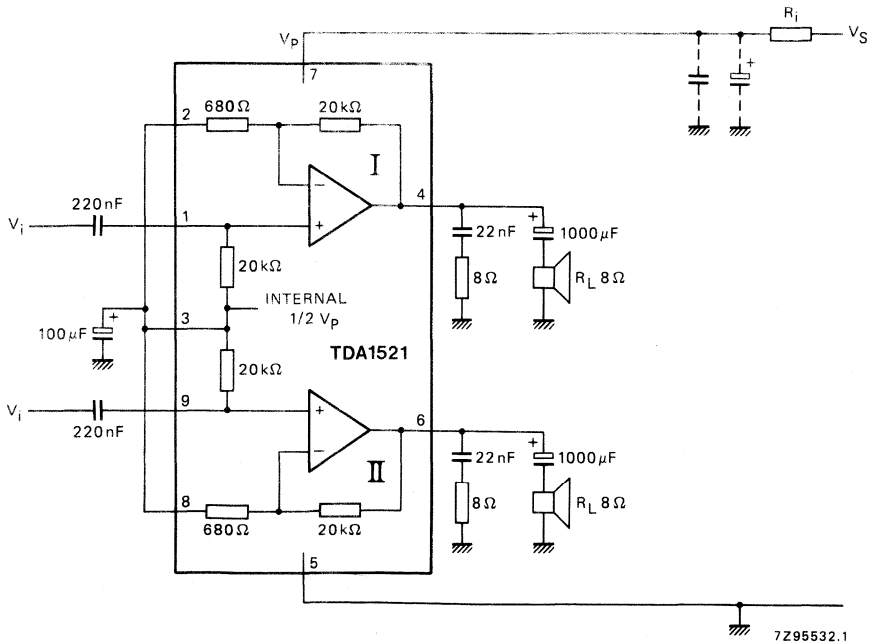 V_P
R_i
V_S
7
2
680Ω
20kΩ
I
−
4
220nF
1
+
V_i
+
1000μF
22nF
20kΩ
8Ω
R_L 8Ω
INTERNAL
1/2 V_P
+
100μF
3
TDA1521
20kΩ
V_i
9
+
6
220nF
+
1000μF
22nF
−
II
8Ω
R_L 8Ω
8
680Ω
20kΩ
5
+
7Z95532.1